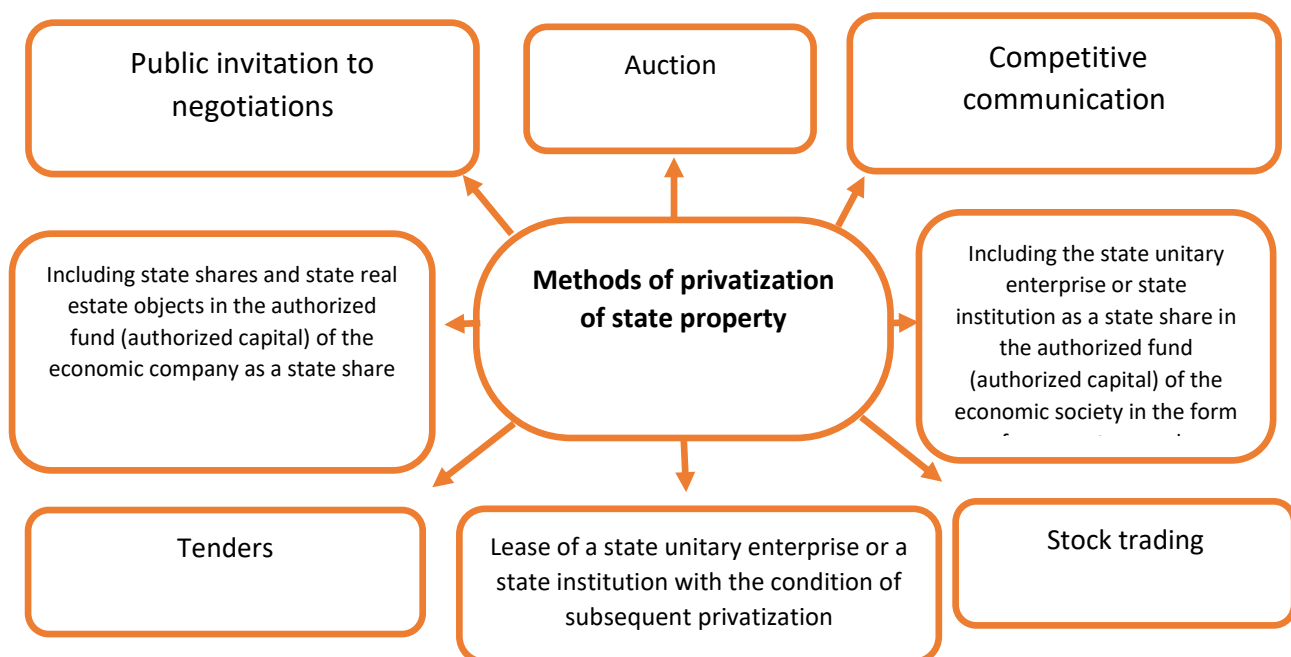 Public invitation to
negotiations
Auction
Competitive
communication
Including state shares and state real
estate objects in the authorized
fund (authorized capital) of the
economic company as a state share
Methods of privatization
of state property
Including the state unitary
enterprise or state
institution as a state share in
the authorized fund
(authorized capital) of the
economic society in the form
Tenders
Lease of a state unitary enterprise or a
state institution with the condition of
subsequent privatization
Stock trading